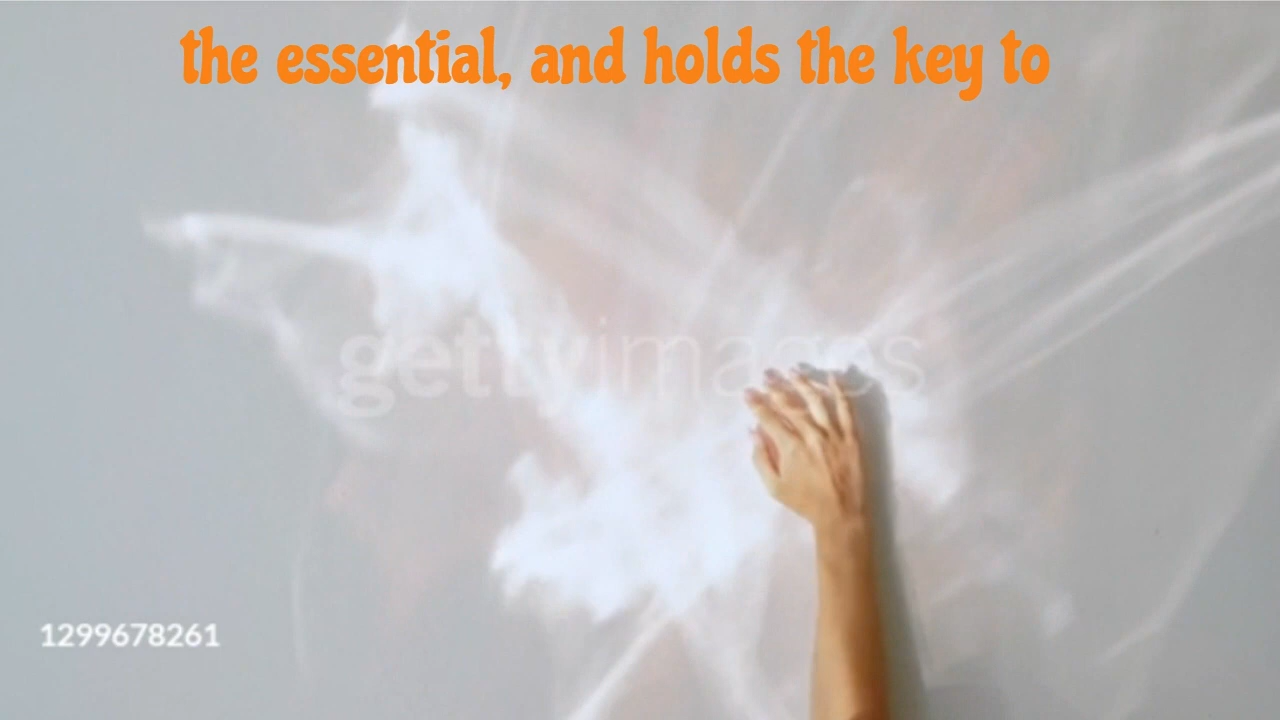 the essential, and holds the key to
gettyimages
1299678261